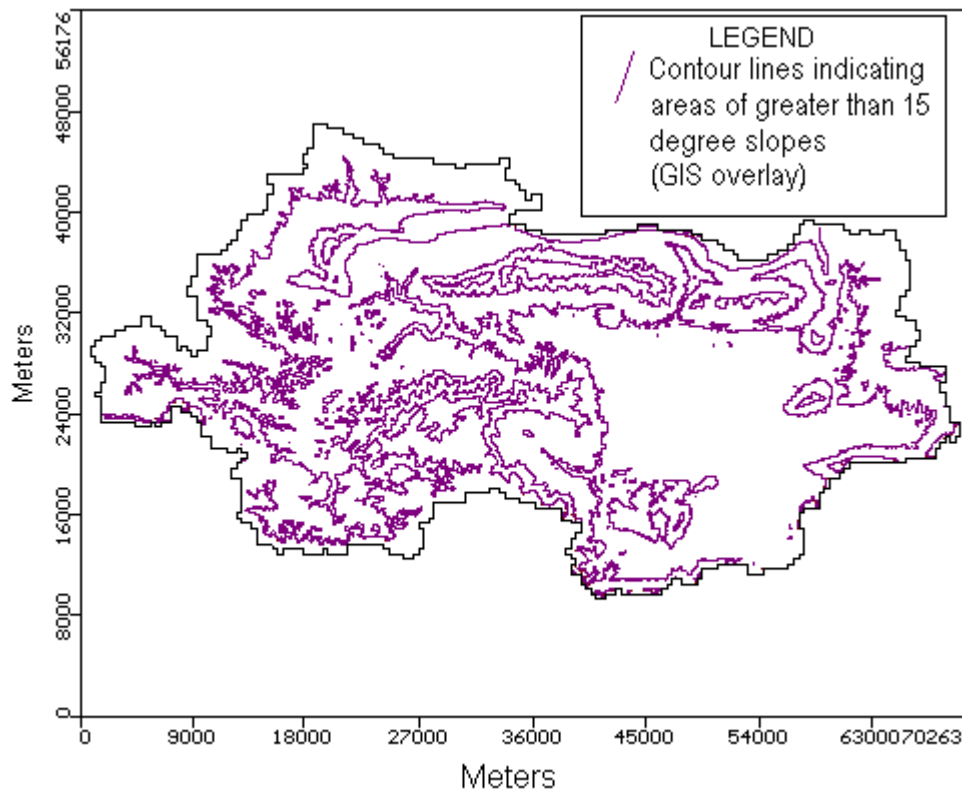 LEGEND
Contour lines indicating
areas of greater than 15
degree slopes
(GIS overlay)
56176
48000
40000
32000
24000
16000
8000
0
Meters
0 9000 18000 27000 36000 45000 54000 6300070263
Meters